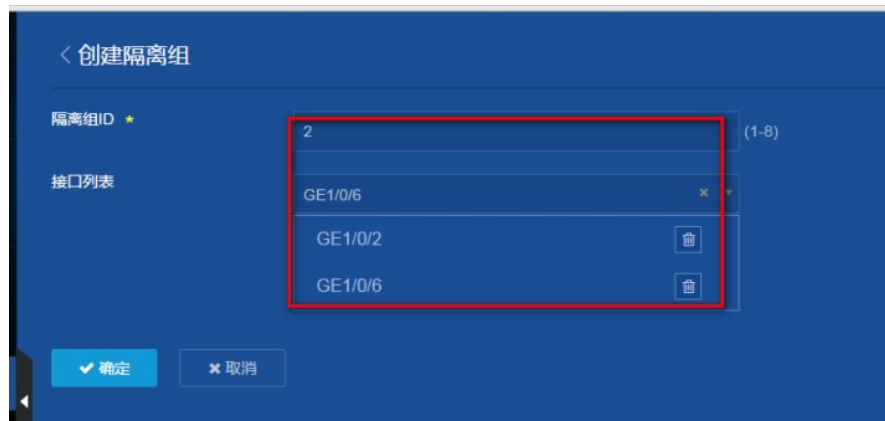 < 创建隔离组
隔离组ID *
2
(1-8)
接口列表
GE1/0/6
GE1/0/2
GE1/0/6
确定
取消